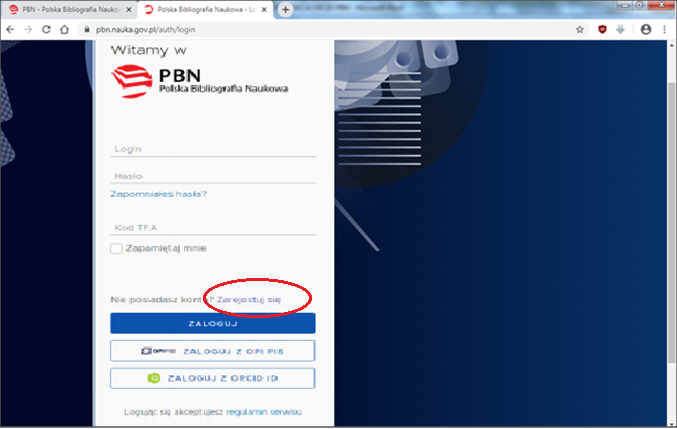 PBN - Polska Bibliografia Naukowa
Polska Bibliografia Naukowa - Lo
pbn.nauka.gov.pl/auth/login
Witamy w
PBN
Polska Bibliografia Naukowa
Login
Hasło
Zapomniałeś hasła?
Kod TFA
Zapamiętaj mnie
Nie posiadasz konta? Zarejestruj się
ZALOGUJ
ZALOGUJ Z OPI PIB
iD ZALOGUJ Z ORCID ID
Logując się akceptujesz regulamin serwisu